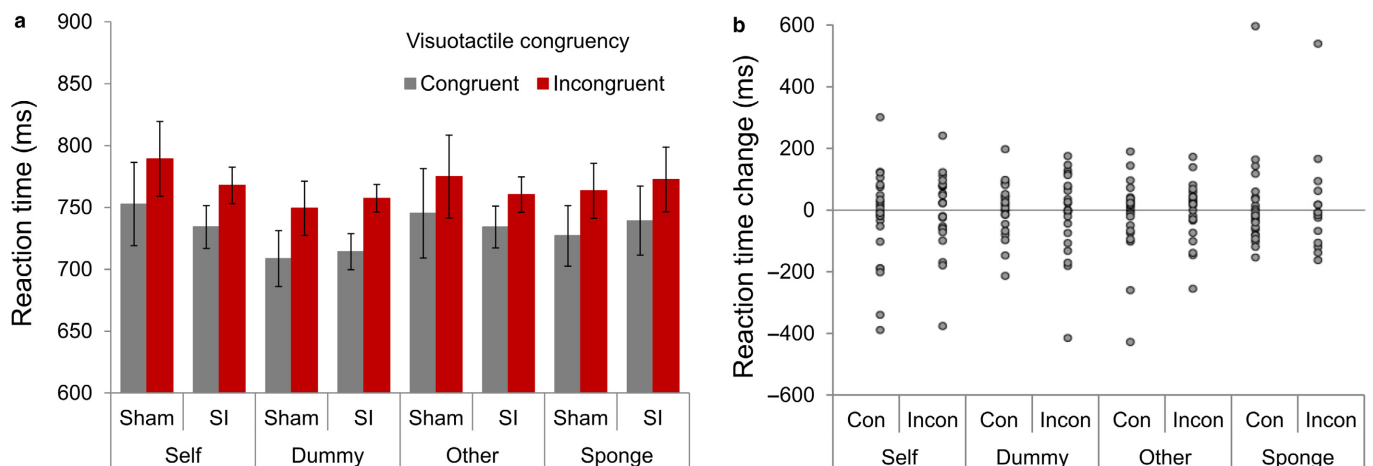 a
Visuotactile congruency
Congruent Incongruent
Reaction time (ms)
900
850
800
750
700
650
600
Sham SI Sham SI Sham SI Sham SI
Self Dummy Other Sponge
b
Reaction time change (ms)
600
400
200
0
−200
−400
−600
Con Incon Con Incon Con Incon Con Incon
Self Dummy Other Sponge